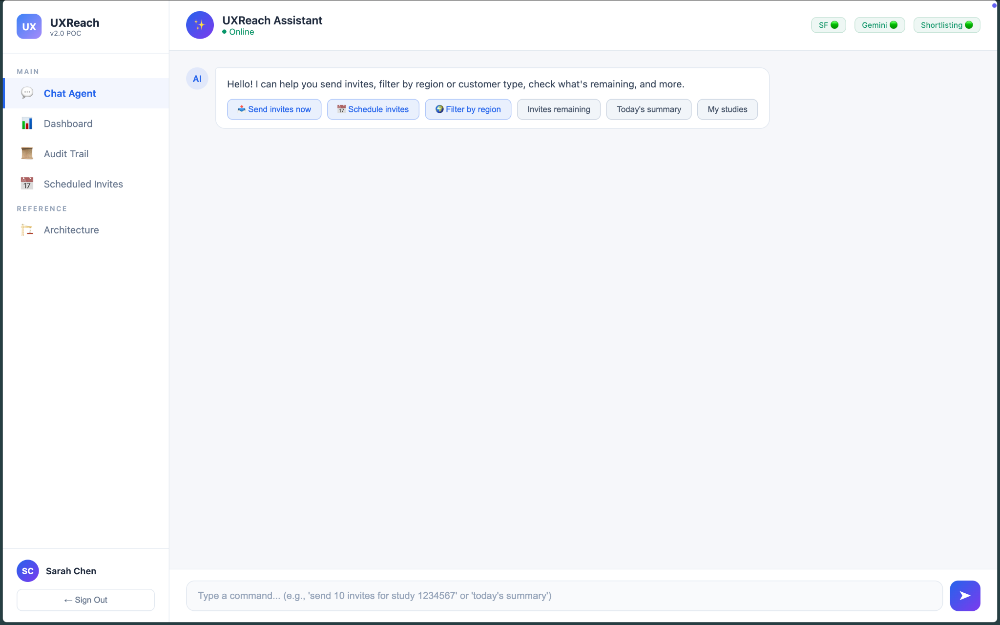 UX
UXReach
v2.0 POC
MAIN
Chat Agent
Dashboard
Audit Trail
17
Scheduled Invites
REFERENCE
Architecture
SC
Sarah Chen
← Sign Out
UXReach Assistant
Online
SF
Gemini
Shortlisting
AI
Hello! I can help you send invites, filter by region or customer type, check what's remaining, and more.
Send invites now
17 Schedule invites
Filter by region
Invites remaining
Today's summary
My studies
Type a command... (e.g., 'send 10 invites for study 1234567' or 'today's summary')